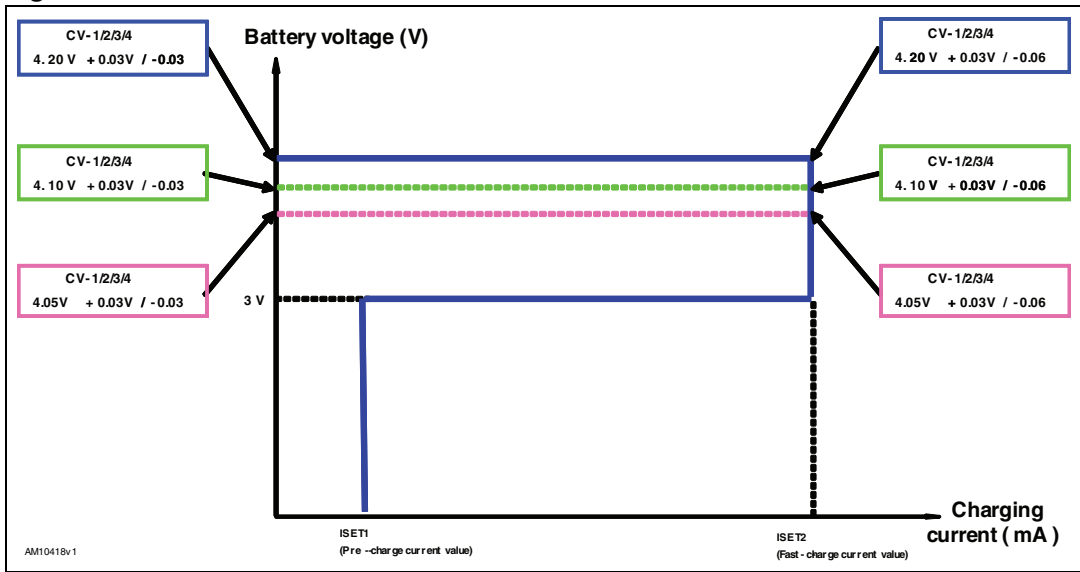 CV-1/2/3/4
4. 20 V + 0.03V / -0.03
Battery voltage (V)
CV-1/2/3/4
4. 20 V + 0.03V / -0.06
CV-1/2/3/4
4. 10 V + 0.03V / -0.03
CV-1/2/3/4
4. 10 V + 0.03V / -0.06
CV-1/2/3/4
4.05V + 0.03V / -0.03
3 V
CV-1/2/3/4
4.05V + 0.03V / -0.06
Charging
current ( mA )
ISET1
(Pre --charge current value)
ISET2
(Fast - charge current value)
AM10418v1